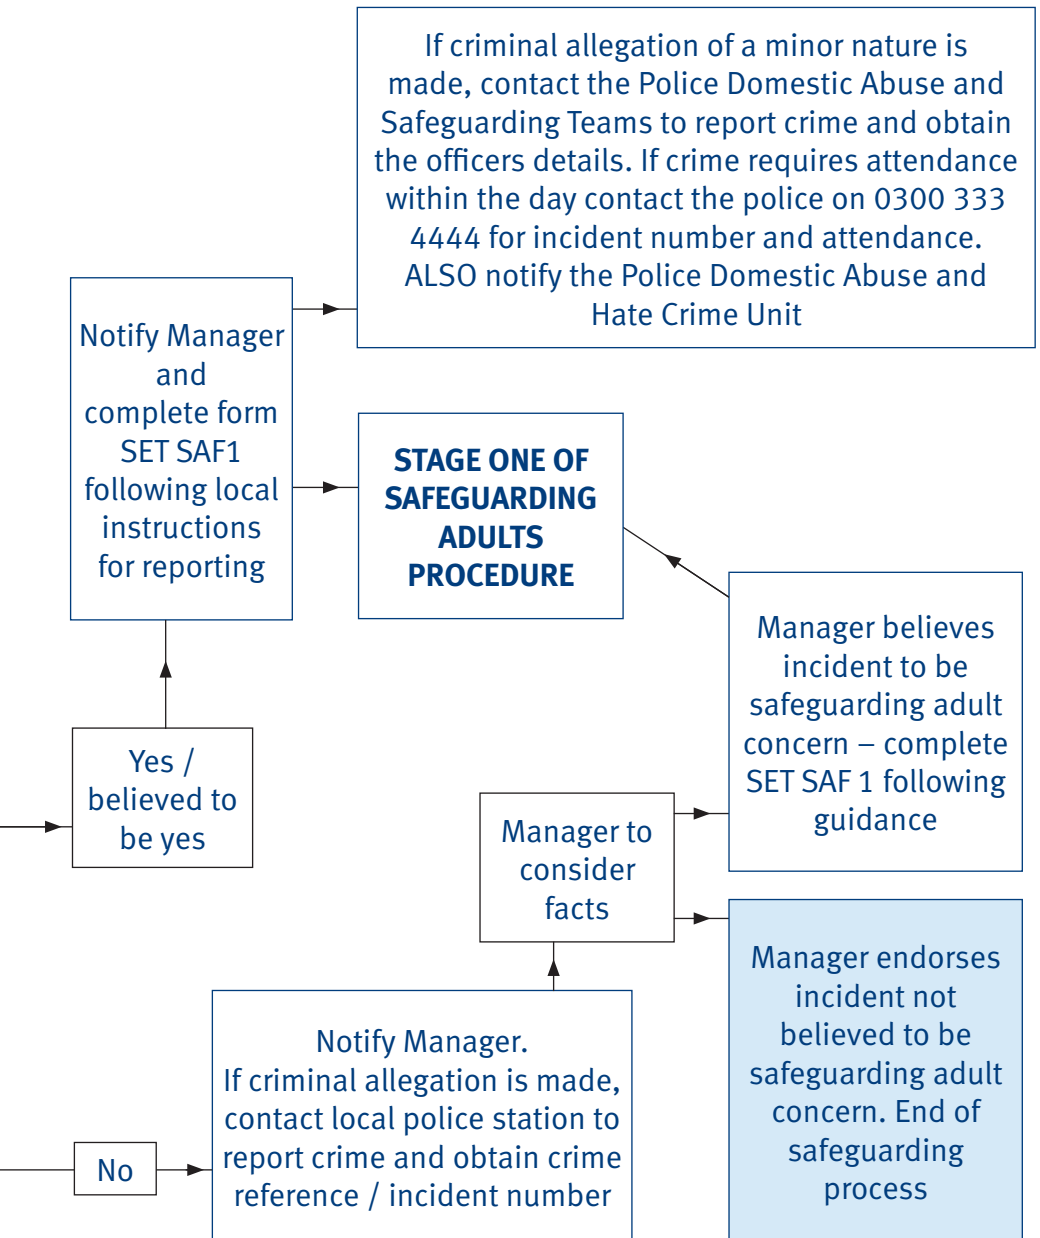 If criminal allegation of a minor nature is
made, contact the Police Domestic Abuse and
Safeguarding Teams to report crime and obtain
the officers details. If crime requires attendance
within the day contact the police on 0300 333
4444 for incident number and attendance.
ALSO notify the Police Domestic Abuse and
Hate Crime Unit
Notify Manager
and
complete form
SET SAF1
following local
instructions
for reporting
STAGE ONE OF
SAFEGUARDING
ADULTS
PROCEDURE
Manager believes
incident to be
safeguarding adult
concern – complete
SET SAF 1 following
guidance
Yes /
believed to
be yes
Manager to
consider
facts
Manager endorses
incident not
believed to be
safeguarding adult
concern. End of
safeguarding
process
Notify Manager.
If criminal allegation is made,
contact local police station to
report crime and obtain crime
reference / incident number
No